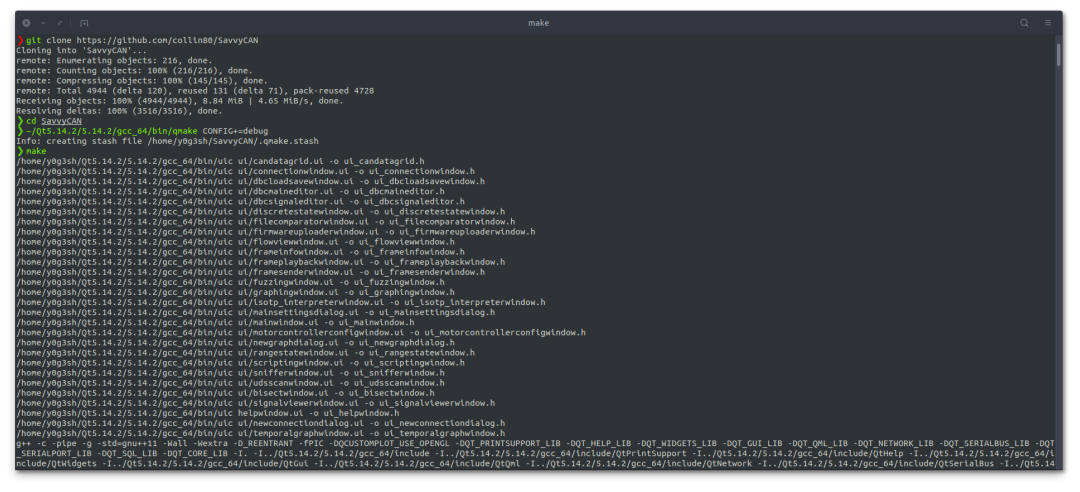 make
❯ git clone https://github.com/collin80/SavvyCAN
Cloning into 'SavvyCAN'...
remote: Enumerating objects: 216, done.
remote: Counting objects: 100% (216/216), done.
remote: Compressing objects: 100% (145/145), done.
remote: Total 4944 (delta 120), reused 131 (delta 71), pack-reused 4728
Receiving objects: 100% (4944/4944), 8.84 MiB | 4.65 MiB/s, done.
Resolving deltas: 100% (3516/3516), done.
❯ cd SavvyCAN
❯ ~/Qt5.14.2/5.14.2/gcc_64/bin/qmake CONFIG+=debug
Info: creating stash file /home/y0g3sh/SavvyCAN/.qmake.stash
❯ make
/home/y0g3sh/Qt5.14.2/5.14.2/gcc_64/bin/uic ui/candatagrid.ui -o ui_candatagrid.h
/home/y0g3sh/Qt5.14.2/5.14.2/gcc_64/bin/uic ui/connectionwindow.ui -o ui_connectionwindow.h
/home/y0g3sh/Qt5.14.2/5.14.2/gcc_64/bin/uic ui/dbcloadsavewindow.ui -o ui_dbcloadsavewindow.h
/home/y0g3sh/Qt5.14.2/5.14.2/gcc_64/bin/uic ui/dbcmaineditor.ui -o ui_dbcmaineditor.h
/home/y0g3sh/Qt5.14.2/5.14.2/gcc_64/bin/uic ui/dbcsignaleditor.ui -o ui_dbcsignaleditor.h
/home/y0g3sh/Qt5.14.2/5.14.2/gcc_64/bin/uic ui/discretestatewindow.ui -o ui_discretestatewindow.h
/home/y0g3sh/Qt5.14.2/5.14.2/gcc_64/bin/uic ui/filecomparatorwindow.ui -o ui_filecomparatorwindow.h
/home/y0g3sh/Qt5.14.2/5.14.2/gcc_64/bin/uic ui/firmwareuploaderwindow.ui -o ui_firmwareuploaderwindow.h
/home/y0g3sh/Qt5.14.2/5.14.2/gcc_64/bin/uic ui/flowviewwindow.ui -o ui_flowviewwindow.h
/home/y0g3sh/Qt5.14.2/5.14.2/gcc_64/bin/uic ui/frameinfowindow.ui -o ui_frameinfowindow.h
/home/y0g3sh/Qt5.14.2/5.14.2/gcc_64/bin/uic ui/frameplaybackwindow.ui -o ui_frameplaybackwindow.h
/home/y0g3sh/Qt5.14.2/5.14.2/gcc_64/bin/uic ui/framesenderwindow.ui -o ui_framesenderwindow.h
/home/y0g3sh/Qt5.14.2/5.14.2/gcc_64/bin/uic ui/fuzzingwindow.ui -o ui_fuzzingwindow.h
/home/y0g3sh/Qt5.14.2/5.14.2/gcc_64/bin/uic ui/graphingwindow.ui -o ui_graphingwindow.h
/home/y0g3sh/Qt5.14.2/5.14.2/gcc_64/bin/uic ui/isotp_interpreterwindow.ui -o ui_isotp_interpreterwindow.h
/home/y0g3sh/Qt5.14.2/5.14.2/gcc_64/bin/uic ui/mainsettingsdialog.ui -o ui_mainsettingsdialog.h
/home/y0g3sh/Qt5.14.2/5.14.2/gcc_64/bin/uic ui/mainwindow.ui -o ui_mainwindow.h
/home/y0g3sh/Qt5.14.2/5.14.2/gcc_64/bin/uic ui/motorcontrollerconfigwindow.ui -o ui_motorcontrollerconfigwindow.h
/home/y0g3sh/Qt5.14.2/5.14.2/gcc_64/bin/uic ui/newgraphdialog.ui -o ui_newgraphdialog.h
/home/y0g3sh/Qt5.14.2/5.14.2/gcc_64/bin/uic ui/rangestatewindow.ui -o ui_rangestatewindow.h
/home/y0g3sh/Qt5.14.2/5.14.2/gcc_64/bin/uic ui/scriptingwindow.ui -o ui_scriptingwindow.h
/home/y0g3sh/Qt5.14.2/5.14.2/gcc_64/bin/uic ui/snifferwindow.ui -o ui_snifferwindow.h
/home/y0g3sh/Qt5.14.2/5.14.2/gcc_64/bin/uic ui/udsscanwindow.ui -o ui_udsscanwindow.h
/home/y0g3sh/Qt5.14.2/5.14.2/gcc_64/bin/uic ui/bisectwindow.ui -o ui_bisectwindow.h
/home/y0g3sh/Qt5.14.2/5.14.2/gcc_64/bin/uic ui/signalviewerwindow.ui -o ui_signalviewerwindow.h
/home/y0g3sh/Qt5.14.2/5.14.2/gcc_64/bin/uic helpwindow.ui -o ui_helpwindow.h
/home/y0g3sh/Qt5.14.2/5.14.2/gcc_64/bin/uic ui/newconnectiondialog.ui -o ui_newconnectiondialog.h
/home/y0g3sh/Qt5.14.2/5.14.2/gcc_64/bin/uic ui/temporalgraphwindow.ui -o ui_temporalgraphwindow.h
g++ -c -pipe -g -std=gnu++11 -Wall -Wextra -D_REENTRANT -fPIC -DQCUSTOMPLOT_USE_OPENGL -DQT_PRINTSUPPORT_LIB -DQT_HELP_LIB -DQT_WIDGETS_LIB -DQT_GUI_LIB -DQT_QML_LIB -DQT_NETWORK_LIB -DQT_SERIALBUS_LIB -DQT
_SERIALPORT_LIB -DQT_SQL_LIB -DQT_CORE_LIB -I. -I../Qt5.14.2/5.14.2/gcc_64/include -I../Qt5.14.2/5.14.2/gcc_64/include/QtPrintSupport -I../Qt5.14.2/5.14.2/gcc_64/include/QtHelp -I../Qt5.14.2/5.14.2/gcc_64/i
nclude/QtWidgets -I../Qt5.14.2/5.14.2/gcc_64/include/QtGui -I../Qt5.14.2/5.14.2/gcc_64/include/QtQml -I../Qt5.14.2/5.14.2/gcc_64/include/QtNetwork -I../Qt5.14.2/5.14.2/gcc_64/include/QtSerialBus -I../Qt5.14